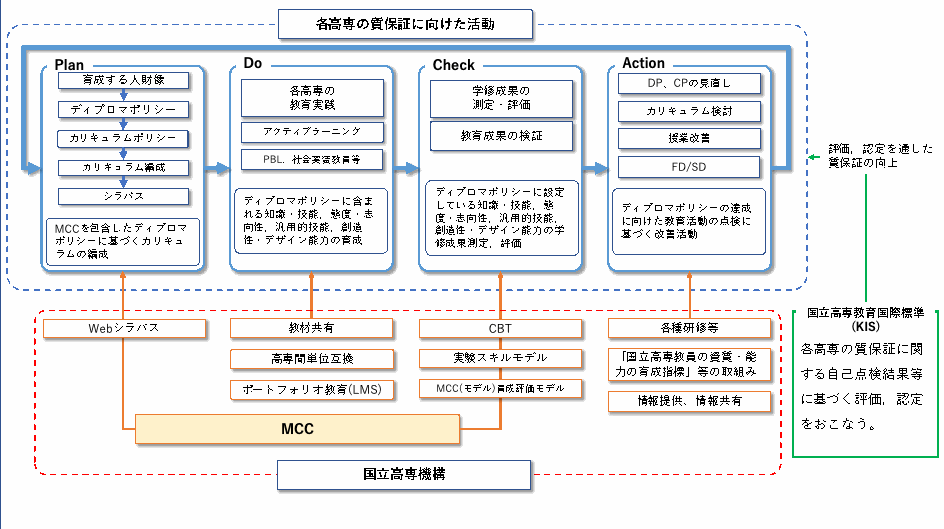 各高専の質保証に向けた活動
Plan
育成する人財像
ディプロマポリシー
カリキュラムポリシー
カリキュラム編成
シラバス
MCCを包含したディプロマ
ポリシーに基づくカリキュ
ラムの編成
Do
各高専の
教育実践
アクティブラーニング
PBL、社会実装教員等
ディプロマポリシーに含ま
れる知識・技能，態度・志
向性，汎用的技能，創造
性・デザイン能力の育成
Check
学修成果の
測定・評価
教育成果の検証
ディプロマポリシーに設定
している知識・技能，態
度・志向性，汎用的技能，
創造性・デザイン能力の学
修成果測定，評価
Action
DP、CPの見直し
カリキュラム検討
授業改善
FD/SD
ディプロマポリシーの達成
に向けた教育活動の点検に
基づく改善活動
評価，認定を通した
質保証の向上
Webシラバス
教材共有
高専間単位互換
ポートフォリオ教育(LMS)
CBT
実験スキルモデル
MCC(モデル)育成評価モデル
各種研修等
「国立高専教員の資質・能
力の育成指標」等の取組み
情報提供、情報共有
MCC
国立高専機構
国立高専教育国際標準
(KIS)
各高専の質保証に関
する自己点検結果等
に基づく評価，認定
をおこなう。